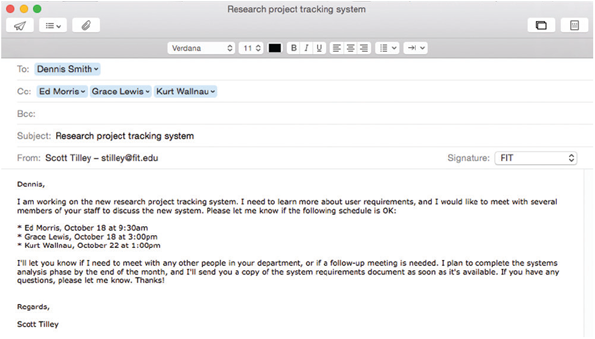 Research project tracking system
Verdana 11 B I U
To: Dennis Smith
Cc: Ed Morris Grace Lewis Kurt Wallnau
Bcc:
Subject: Research project tracking system
From: Scott Tilley – stilley@fit.edu Signature: FIT
Dennis,
I am working on the new research project tracking system. I need to learn more about user requirements, and I would like to meet with several
members of your staff to discuss the new system. Please let me know if the following schedule is OK:
* Ed Morris, October 18 at 9:30am
* Grace Lewis, October 18 at 3:00pm
* Kurt Wallnau, October 22 at 1:00pm
I'll let you know if I need to meet with any other people in your department, or if a follow-up meeting is needed. I plan to complete the systems
analysis phase by the end of the month, and I'll send you a copy of the system requirements document as soon as it's available. If you have any
questions, please let me know. Thanks!
Regards,
Scott Tilley